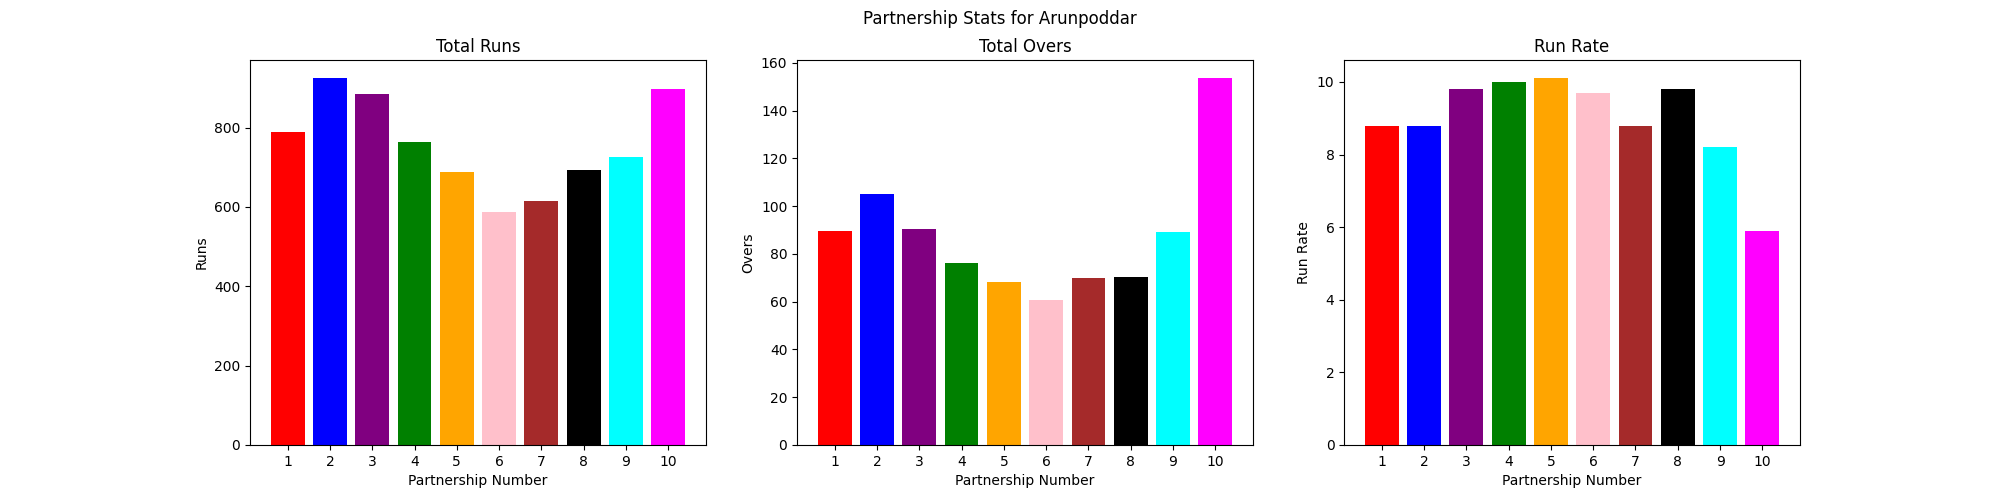 Partnership Stats for Arunpoddar
Total Runs
Runs
800
600
400
200
0
1 2 3 4 5 6 7 8 9 10
Partnership Number
Total Overs
Overs
160
140
120
100
80
60
40
20
0
1 2 3 4 5 6 7 8 9 10
Partnership Number
Run Rate
Run Rate
10
8
6
4
2
0
1 2 3 4 5 6 7 8 9 10
Partnership Number